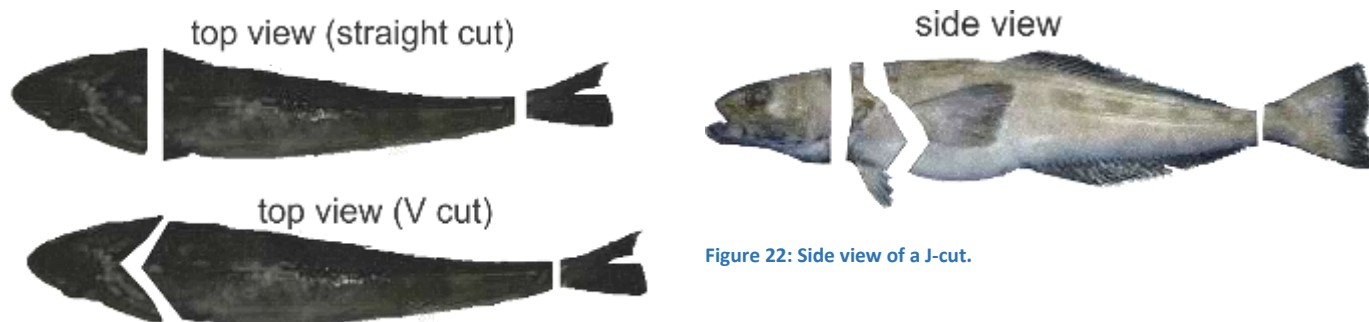 top view (straight cut)
top view (V cut)
side view
Figure 22: Side view of a J-cut.